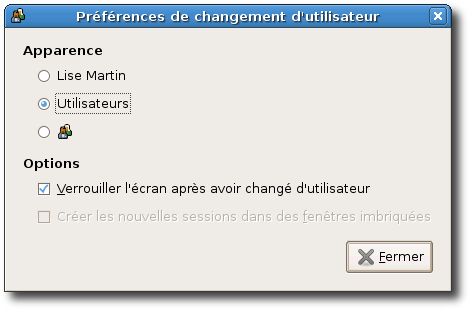 Préférences de changement d'utilisateur
Apparence
Lise Martin
Utilisateurs
Options
Verrouiller l'écran après avoir changé d'utilisateur
Créer les nouvelles sessions dans des fenêtres imbriquées
Fermer